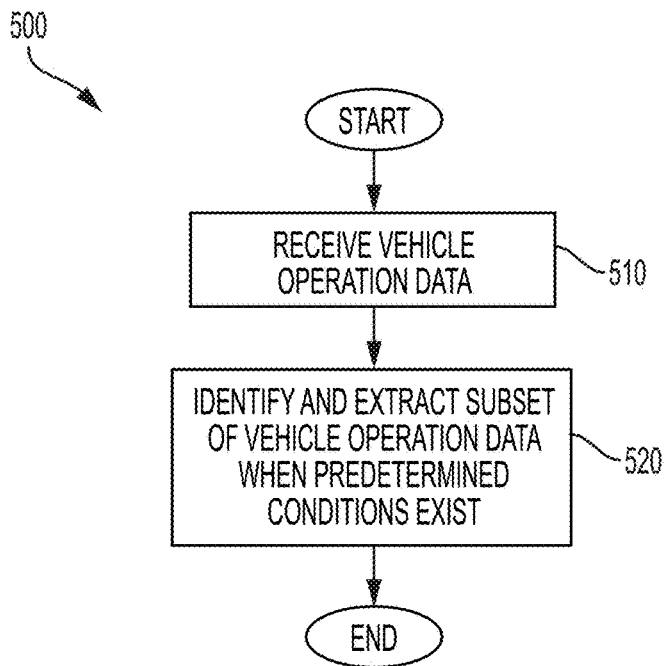 500
START
RECEIVE VEHICLE
OPERATION DATA
510
IDENTIFY AND EXTRACT SUBSET
OF VEHICLE OPERATION DATA
WHEN PREDETERMINED
CONDITIONS EXIST
520
END